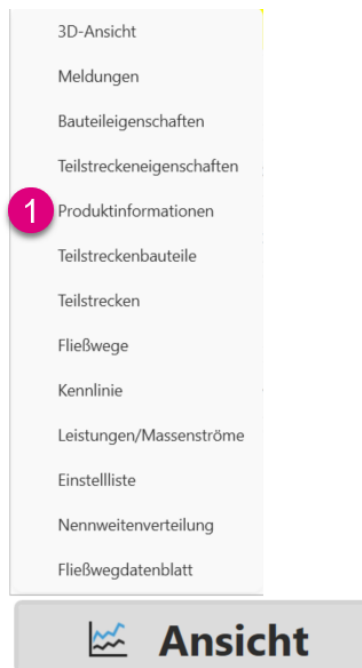 3D-Ansicht
Meldungen
Bauteileigenschaften
Teilstreckeneigenschaften
1 Produktinformationen
Teilstreckenbauteile
Teilstrecken
Fließwege
Kennlinie
Leistungen/Massenströme
Einstellliste
Nennweitenverteilung
Fließwegdatenblatt
Ansicht